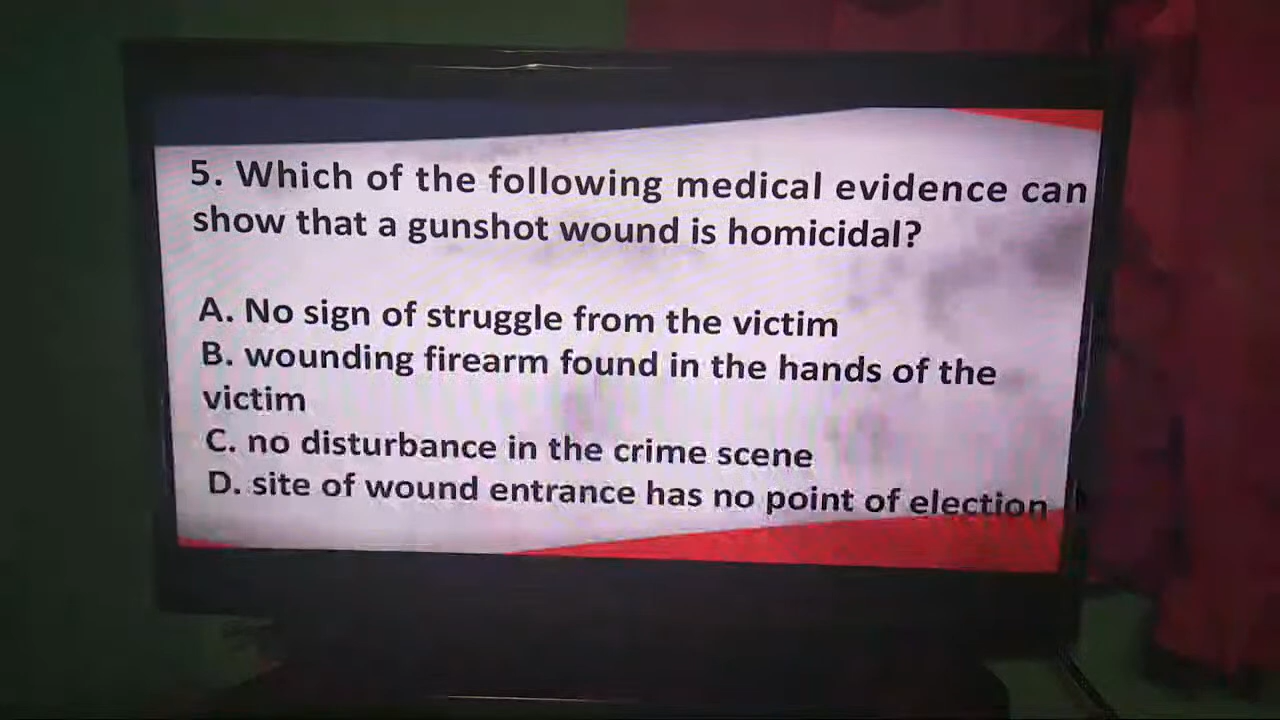 5. Which of the following medical evidence can
show that a gunshot wound is homicidal?
A. No sign of struggle from the victim
B. wounding firearm found in the hands of the
victim
C. no disturbance in the crime scene
D. site of wound entrance has no point of election